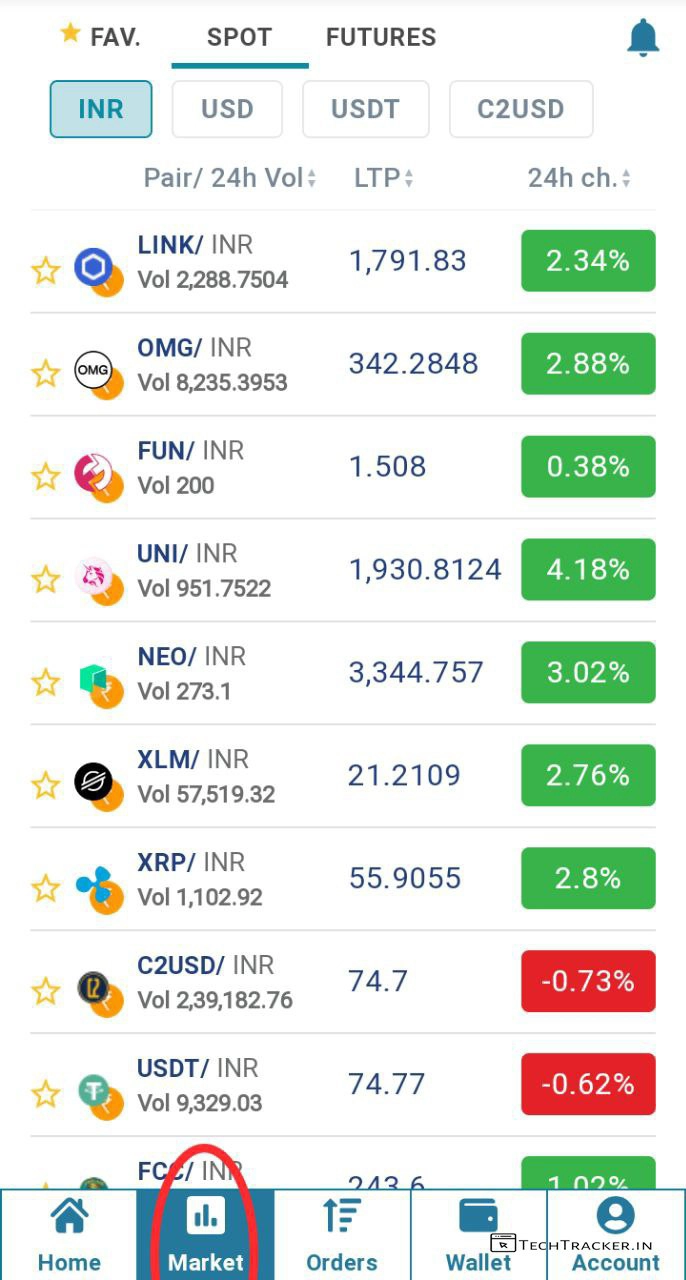 FAV. SPOT FUTURES
INR USD USDT C2USD
Pair/ 24h Vol LTP 24h ch.
LINK/ INR 1,791.83 2.34%
Vol 2,288.7504
OMG
OMG/ INR 342.2848 2.88%
Vol 8,235.3953
FUN/ INR 1.508 0.38%
Vol 200
UNI/ INR 1,930.8124 4.18%
Vol 951.7522
NEO/ INR 3,344.757 3.02%
Vol 273.1
XLM/ INR 21.2109 2.76%
Vol 57,519.32
XRP/ INR 55.9055 2.8%
Vol 1,102.92
C2USD/ INR 74.7 -0.73%
Vol 2,39,182.76
USDT/ INR 74.77 -0.62%
Vol 9,329.03
FCC/ INR 243.6 1.02%
TECHTRACKER.IN
Home Market Orders Wallet Account